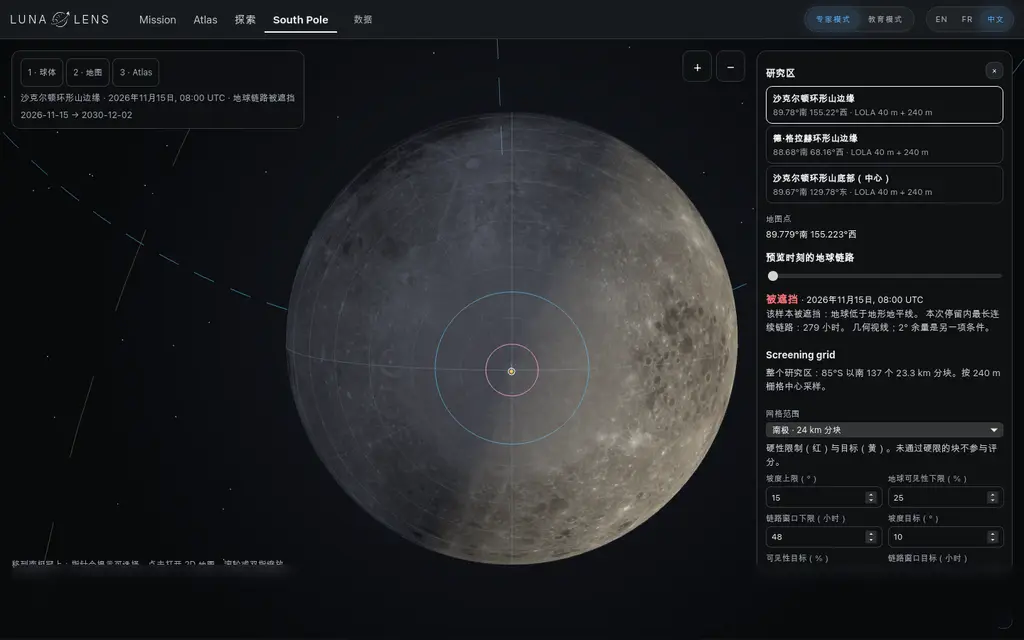 LUNA LENS
Mission Atlas 探索 South Pole 数据
专家模式 教育模式 EN FR 中文
1 · 球体 2 · 地图 3 · Atlas
沙克尔顿环形山边缘 · 2026年11月15日, 08:00 UTC · 地球链路被遮挡
2026-11-15 → 2030-12-02
+ −
研究区 ×
沙克尔顿环形山边缘
89.78°南 155.22°西 · LOLA 40 m + 240 m
德·格拉赫环形山边缘
88.68°南 68.16°西 · LOLA 40 m + 240 m
沙克尔顿环形山底部 ( 中心 )
89.67°南 129.78°东 · LOLA 40 m + 240 m
地图点
89.779°南 155.223°西
预览时刻的地球链路
被遮挡 · 2026年11月15日, 08:00 UTC
该样本被遮挡：地球低于地形地平线。 本次停留内最长连
续链路：279 小时。 几何视线；2° 余量是另一项条件。
Screening grid
整个研究区：85°S 以南 137 个 23.3 km 分块。按 240 m
栅格中心采样。
网格范围
南极 · 24 km 分块
硬性限制 ( 红 ) 与目标 ( 黄 ) 。未通过硬限的块不参与评
分。
坡度上限 ( ° ) 地球可见性下限 ( % )
15 25
链路窗口下限 ( 小时 ) 坡度目标 ( ° )
48 10
可见性目标 ( % ) 链路窗口目标 ( 小时 )